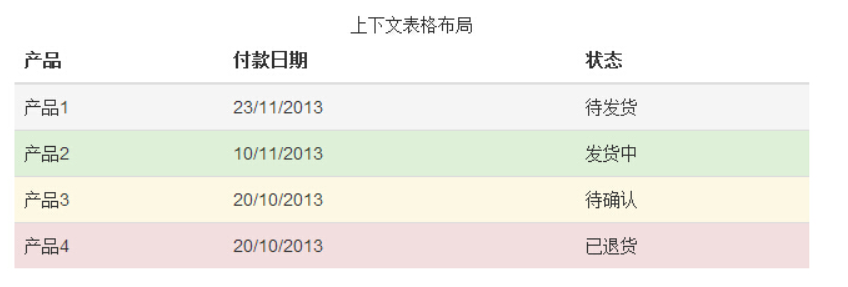 上下文表格布局
产品 付款日期 状态
产品1 23/11/2013 待发货
产品2 10/11/2013 发货中
产品3 20/10/2013 待确认
产品4 20/10/2013 已退货